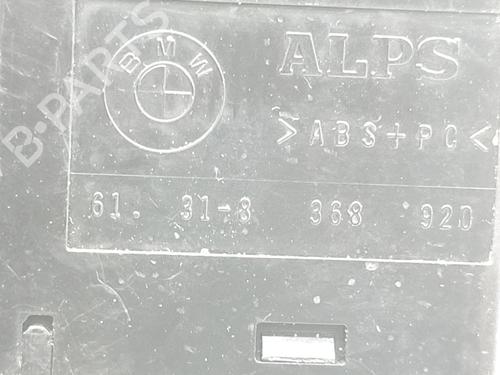 BMW
ALPS
>ABS+PC<
61. 31-8 368 920
B-PARTS